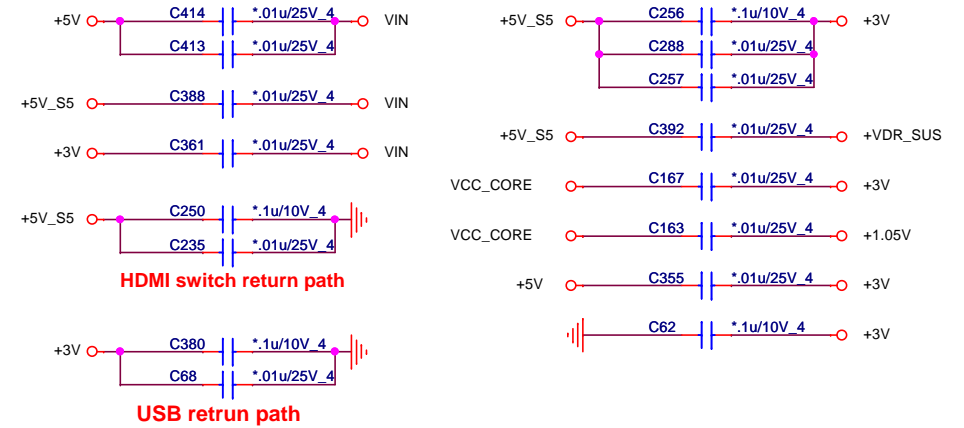 +5V C414 *.01u/25V_4 VIN
C413 *.01u/25V_4
+5V_S5 C388 *.01u/25V_4 VIN
+3V C361 *.01u/25V_4 VIN
+5V_S5 C250 *.1u/10V_4
C235 *.01u/25V_4
HDMI switch return path
+3V C380 *.1u/10V_4
C68 *.01u/25V_4
USB retrun path
+5V_S5 C256 *.1u/10V_4 +3V
C288 *.01u/25V_4
C257 *.01u/25V_4
+5V_S5 C392 *.01u/25V_4 +VDR_SUS
VCC_CORE C167 *.01u/25V_4 +3V
VCC_CORE C163 *.01u/25V_4 +1.05V
+5V C355 *.01u/25V_4 +3V
C62 *.1u/10V_4 +3V